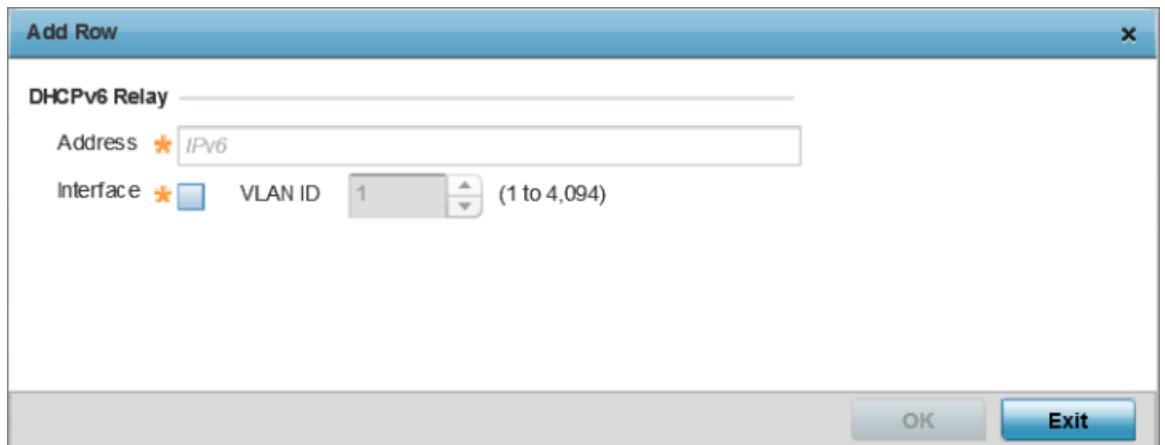 Add Row
DHCPv6 Relay
Address * IPv6
Interface * VLAN ID 1 (1 to 4,094)
OK Exit